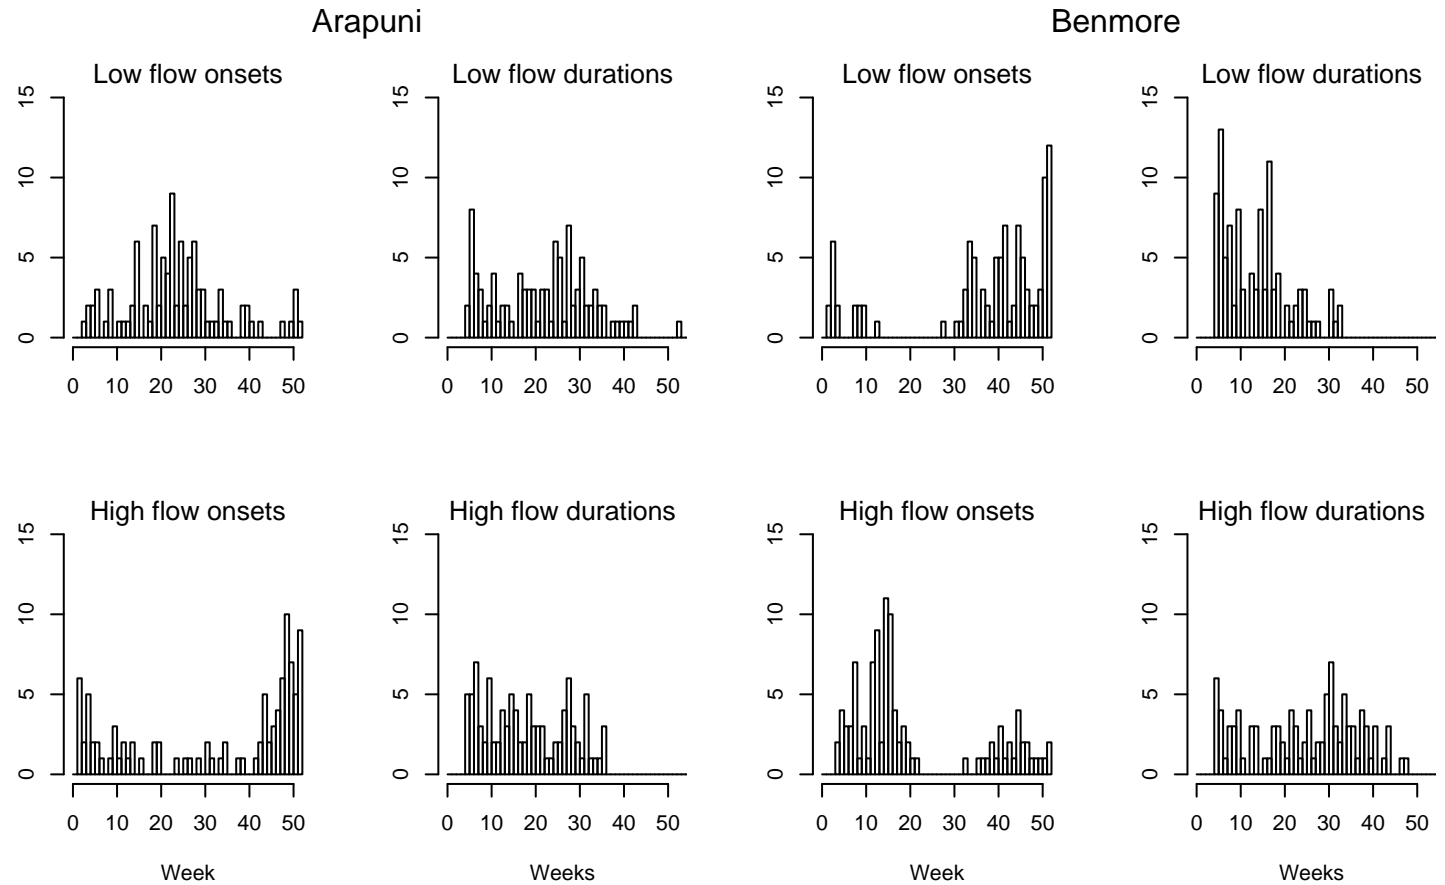 Arapuni Benmore
Low flow onsets Low flow durations Low flow onsets Low flow durations
15 15 15 15
10 10 10 10
5 5 5 5
0 0 0 0
0 10 20 30 40 50 0 10 20 30 40 50 0 10 20 30 40 50 0 10 20 30 40 50
High flow onsets High flow durations High flow onsets High flow durations
15 15 15 15
10 10 10 10
5 5 5 5
0 0 0 0
0 10 20 30 40 50 0 10 20 30 40 50 0 10 20 30 40 50 0 10 20 30 40 50
Week Weeks Week Weeks